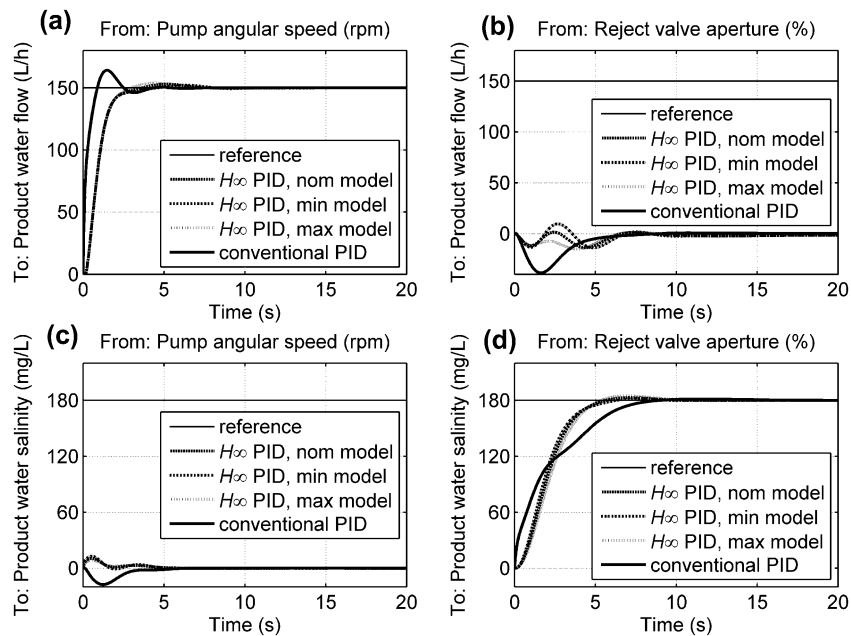 (a)
From: Pump angular speed (rpm)
To: Product water flow (L/h)
150
100
50
0
reference
H∞ PID, nom model
H∞ PID, min model
H∞ PID, max model
conventional PID
0 5 10 15 20
Time (s)
(b)
From: Reject valve aperture (%)
To: Product water flow (L/h)
150
100
50
0
reference
H∞ PID, nom model
H∞ PID, min model
H∞ PID, max model
conventional PID
0 5 10 15 20
Time (s)
(c)
From: Pump angular speed (rpm)
To: Product water salinity (mg/L)
180
120
60
0
reference
H∞ PID, nom model
H∞ PID, min model
H∞ PID, max model
conventional PID
0 5 10 15 20
Time (s)
(d)
From: Reject valve aperture (%)
To: Product water salinity (mg/L)
180
120
60
0
reference
H∞ PID, nom model
H∞ PID, min model
H∞ PID, max model
conventional PID
0 5 10 15 20
Time (s)